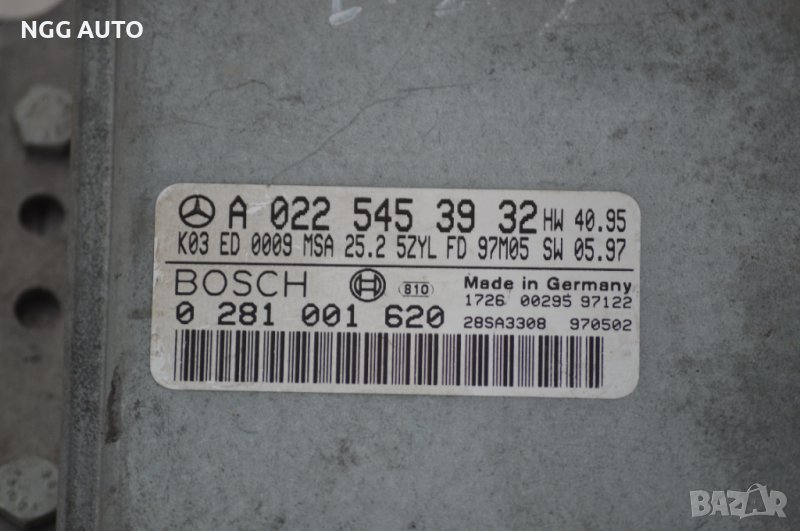 NGG AUTO
A 022 545 39 32 HW 40.95
K03 ED 0009 MSA 25.2 5ZYL FD 97M05 SW 05.97
BOSCH 810 Made in Germany
1726 00295 97122
0 281 001 620 28SA3308 970502
BAZAR